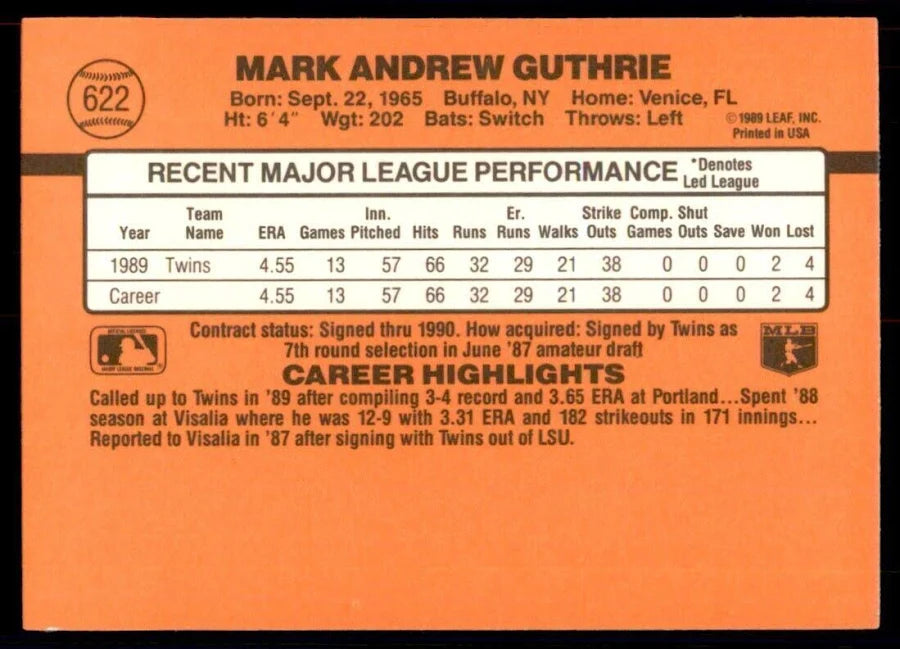 622
MARK ANDREW GUTHRIE
Born: Sept. 22, 1965 Buffalo, NY Home: Venice, FL
Ht: 6'4" Wgt: 202 Bats: Switch Throws: Left
©1989 LEAF, INC.
Printed in USA
RECENT MAJOR LEAGUE PERFORMANCE *Denotes
Led League
Team Inn. Er. Strike Comp. Shut
Year Name ERA Games Pitched Hits Runs Runs Walks Outs Games Outs Save Won Lost
1989 Twins 4.55 13 57 66 32 29 21 38 0 0 0 2 4
Career 4.55 13 57 66 32 29 21 38 0 0 0 2 4
OFFICIAL LICENSEE
MAJOR LEAGUE BASEBALL
Contract status: Signed thru 1990. How acquired: Signed by Twins as
7th round selection in June '87 amateur draft
MLB
CAREER HIGHLIGHTS
Called up to Twins in '89 after compiling 3-4 record and 3.65 ERA at Portland...Spent '88
season at Visalia where he was 12-9 with 3.31 ERA and 182 strikeouts in 171 innings...
Reported to Visalia in '87 after signing with Twins out of LSU.